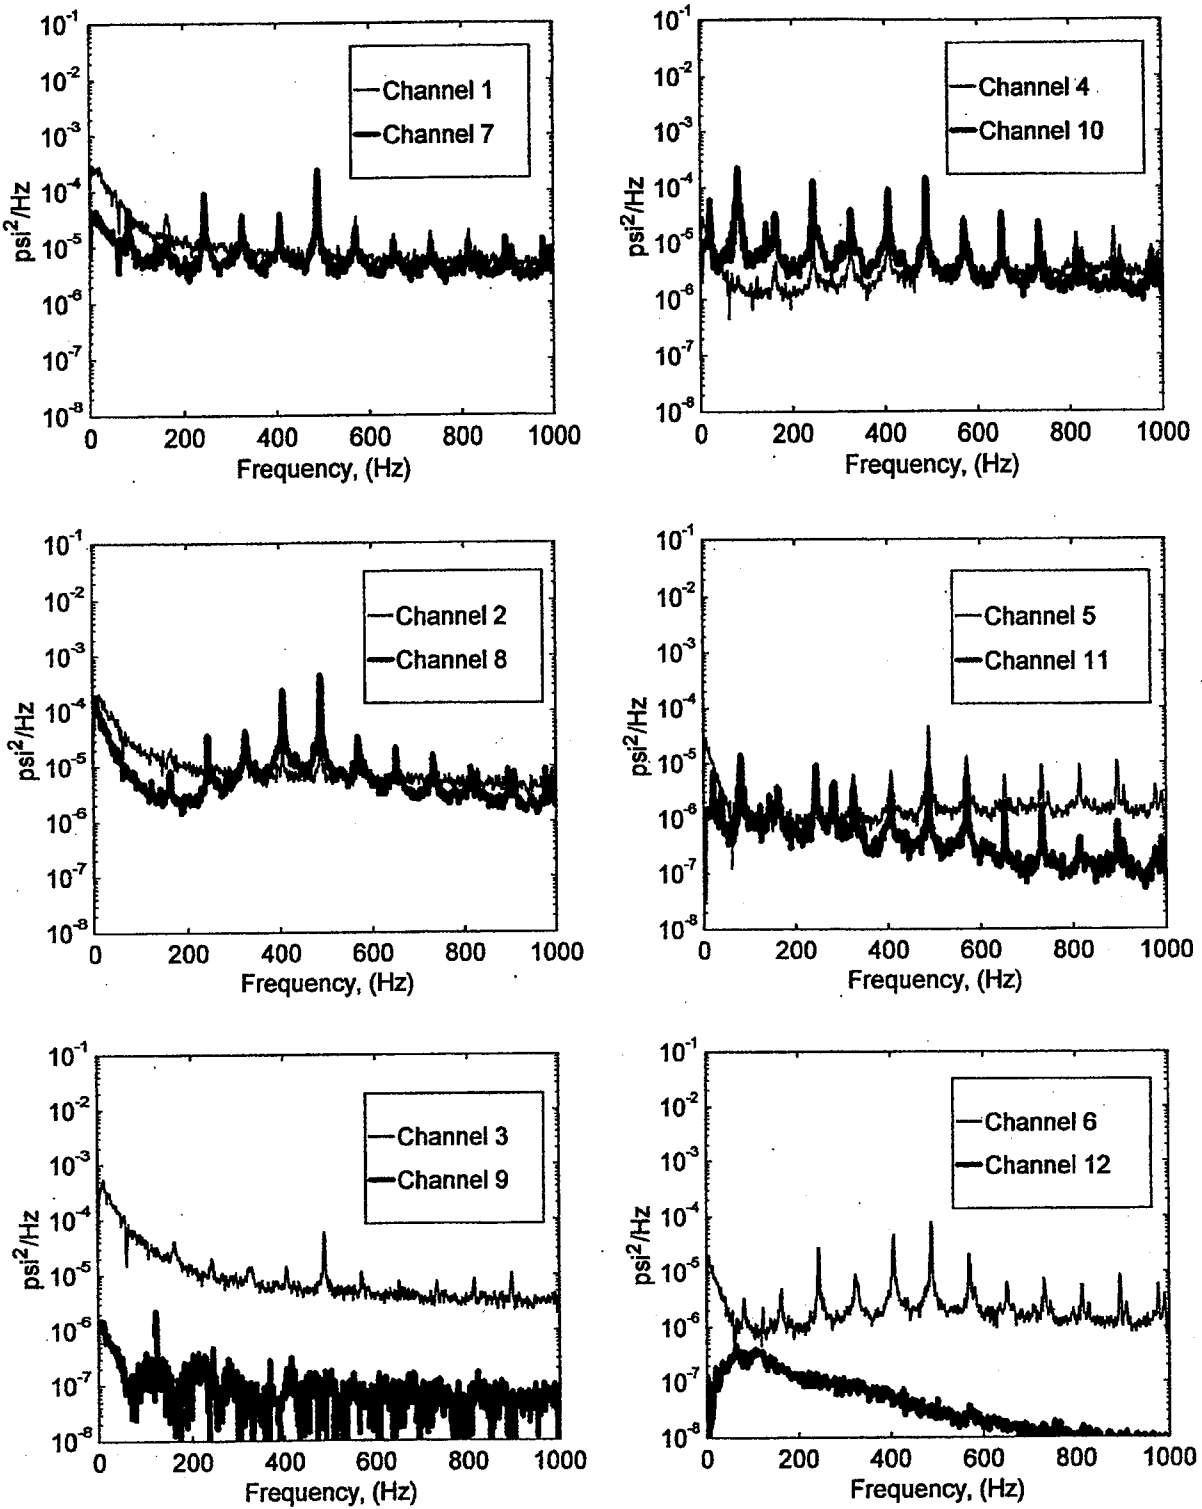 10-1
10-2
10-3
10-4
10-5
10-6
10-7
10-8
psi2/Hz
Channel 1
Channel 7
0 200 400 600 800 1000
Frequency, (Hz)
10-1
10-2
10-3
10-4
10-5
10-6
10-7
10-8
psi2/Hz
Channel 4
Channel 10
0 200 400 600 800 1000
Frequency, (Hz)
10-1
10-2
10-3
10-4
10-5
10-6
10-7
10-8
psi2/Hz
Channel 2
Channel 8
0 200 400 600 800 1000
Frequency, (Hz)
10-1
10-2
10-3
10-4
10-5
10-6
10-7
10-8
psi2/Hz
Channel 5
Channel 11
0 200 400 600 800 1000
Frequency, (Hz)
10-1
10-2
10-3
10-4
10-5
10-6
10-7
10-8
psi2/Hz
Channel 3
Channel 9
0 200 400 600 800 1000
Frequency, (Hz)
10-1
10-2
10-3
10-4
10-5
10-6
10-7
10-8
psi2/Hz
Channel 6
Channel 12
0 200 400 600 800 1000
Frequency, (Hz)